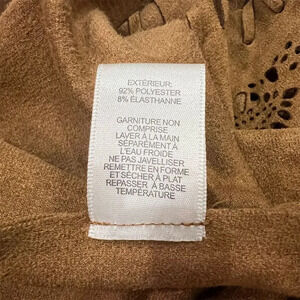 EXTÉRIEUR:
92% POLYESTER
8% ÉLASTHANNE
GARNITURE NON
COMPRISE
LAVER À LA MAIN
SÉPARÉMENT À
L'EAU FROIDE
NE PAS JAVELLISER
REMETTRE EN FORME
ET SÉCHER À PLAT
REPASSER À BASSE
TEMPÉRATURE